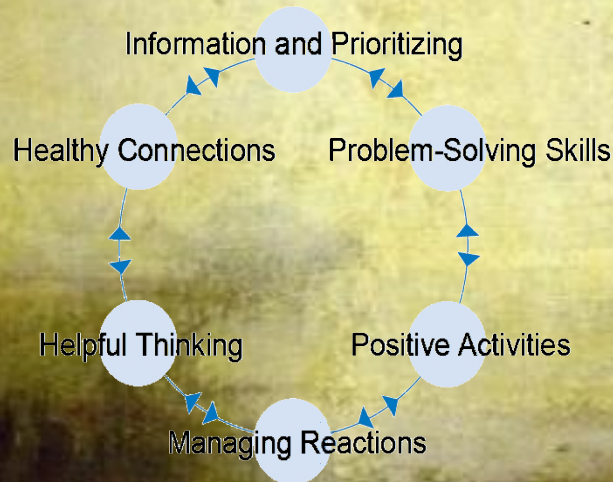 Information and Prioritizing
Healthy Connections
Problem-Solving Skills
Helpful Thinking
Positive Activities
Managing Reactions